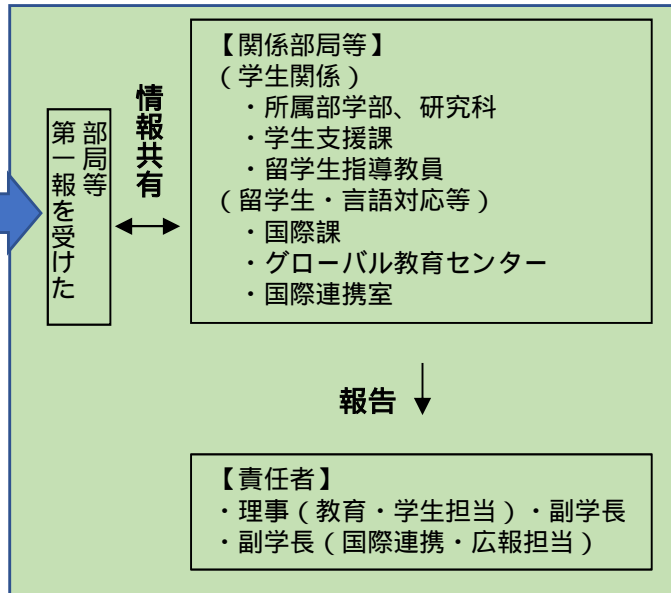 第一報を受けた
部局等
情報共有
【関係部局等】
（学生関係）
・所属部学部、研究科
・学生支援課
・留学生指導教員
（留学生・言語対応等）
・国際課
・グローバル教育センター
・国際連携室
報告
【責任者】
・理事（教育・学生担当）・副学長
・副学長（国際連携・広報担当）